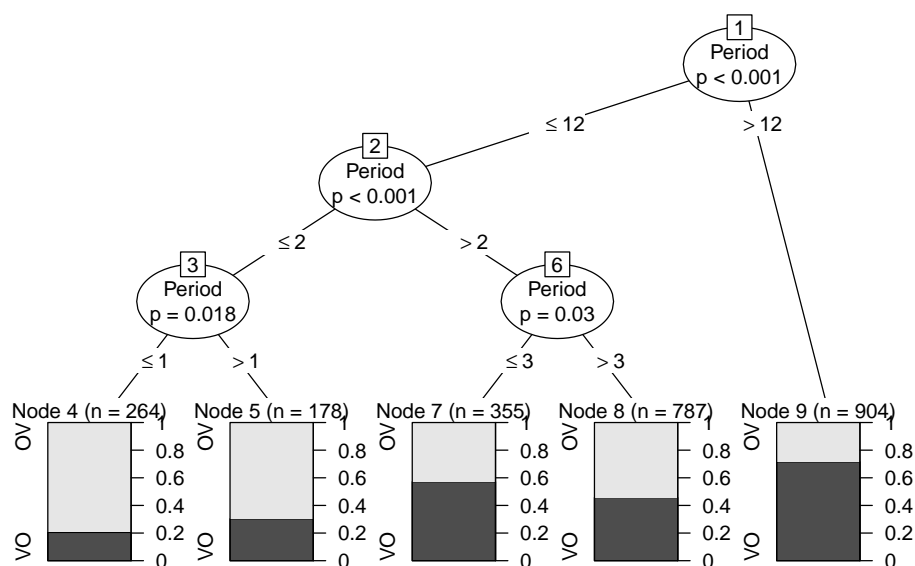 1
Period
p < 0.001
≤ 12
> 12
2
Period
p < 0.001
≤ 2
> 2
3
Period
p = 0.018
6
Period
p = 0.03
≤ 1
> 1
≤ 3
> 3
Node 4 (n = 264)
OV
VO
1
0.8
0.6
0.4
0.2
0
Node 5 (n = 178)
OV
VO
1
0.8
0.6
0.4
0.2
0
Node 7 (n = 355)
OV
VO
1
0.8
0.6
0.4
0.2
0
Node 8 (n = 787)
OV
VO
1
0.8
0.6
0.4
0.2
0
Node 9 (n = 904)
OV
VO
1
0.8
0.6
0.4
0.2
0